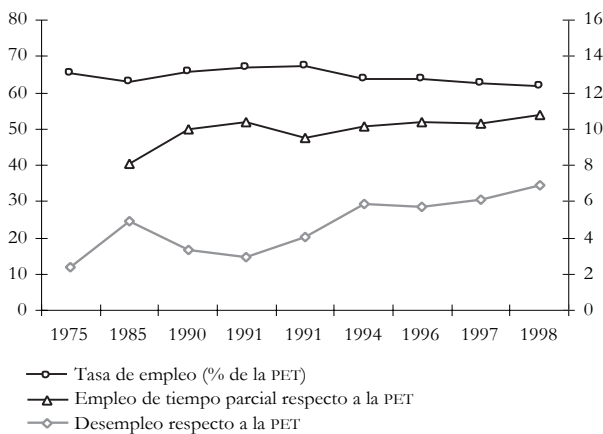 80 16
70 14
60 12
50 10
40 8
30 6
20 4
10 2
0 0
1975 1985 1990 1991 1991 1994 1996 1997 1998
Tasa de empleo (% de la PET)
Empleo de tiempo parcial respecto a la PET
Desempleo respecto a la PET